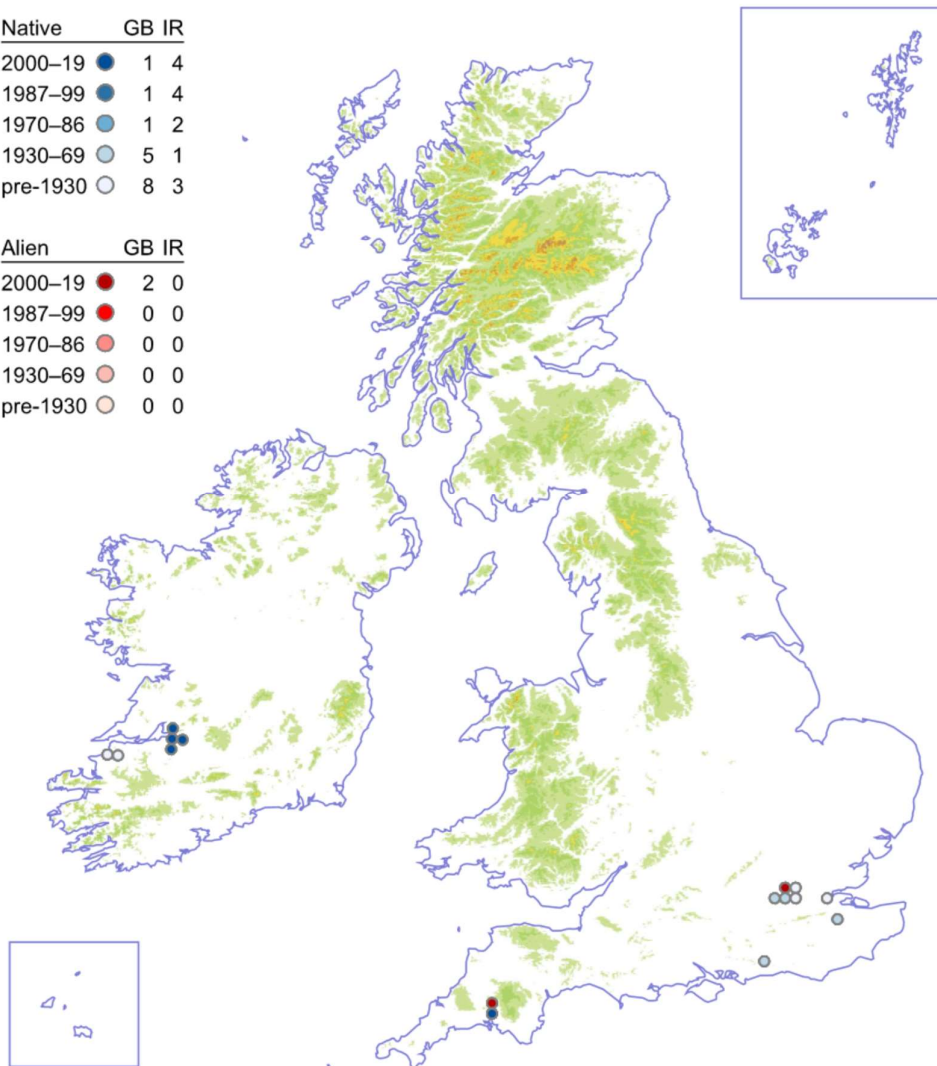 Native GB IR
2000–19 1 4
1987–99 1 4
1970–86 1 2
1930–69 5 1
pre-1930 8 3
Alien GB IR
2000–19 2 0
1987–99 0 0
1970–86 0 0
1930–69 0 0
pre-1930 0 0